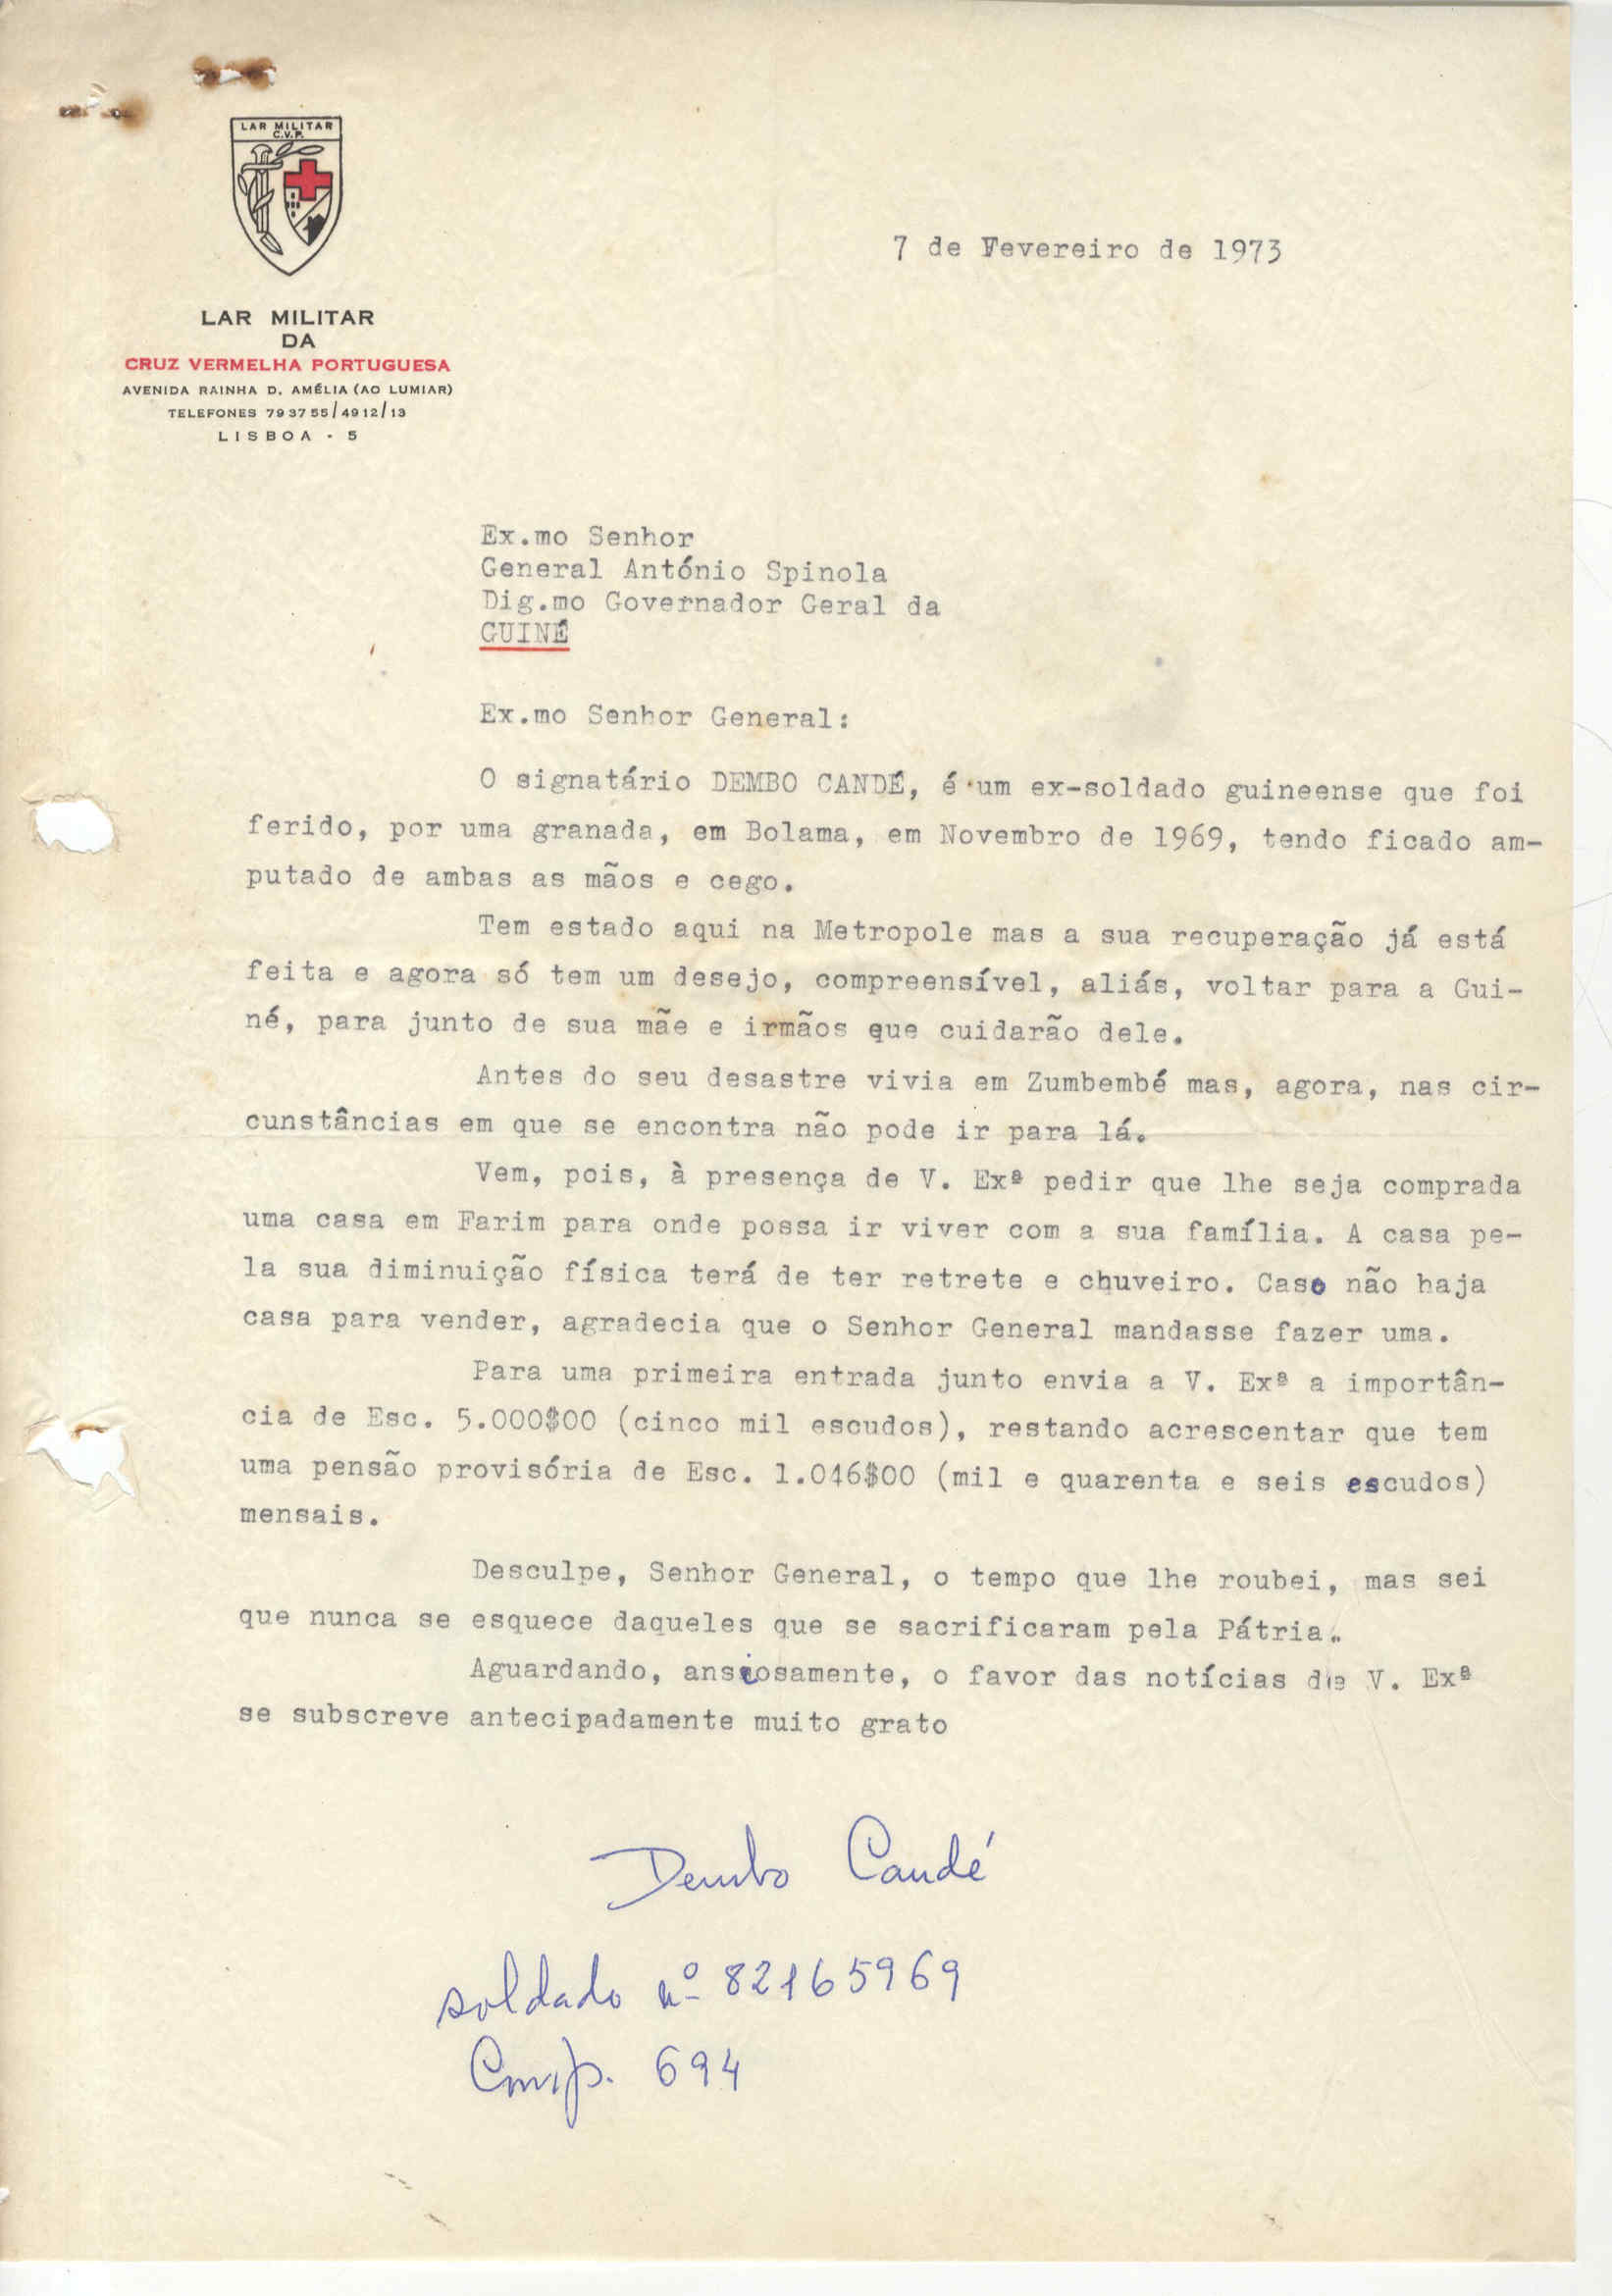 LAR MILITAR
C.V.P.
7 de Fevereiro de 1973
LAR MILITAR
DA
CRUZ VERMELHA PORTUGUESA
AVENIDA RAINHA D. AMÉLIA (AO LUMIAR)
TELEFONES 79 37 55/49 12/13
LISBOA - 5
Ex.mo Senhor
General António Spinola
Dig.mo Governador Geral da
GUINÉ
Ex.mo Senhor General:
O signatário DEMBO CANDÉ, é um ex-soldado guineense que foi
ferido, por uma granada, em Bolama, em Novembro de 1969, tendo ficado am-
putado de ambas as mãos e cego.
Tem estado aqui na Metropole mas a sua recuperação já está
feita e agora só tem um desejo, compreensível, aliás, voltar para a Gui-
né, para junto de sua mãe e irmãos que cuidarão dele.
Antes do seu desastre vivia em Zumbembé mas, agora, nas cir-
cunstâncias em que se encontra não pode ir para lá.
Vem, pois, à presença de V. Exª pedir que lhe seja comprada
uma casa em Farim para onde possa ir viver com a sua família. A casa pe-
la sua diminuição física terá de ter retrete e chuveiro. Caso não haja
casa para vender, agradecia que o Senhor General mandasse fazer uma.
Para uma primeira entrada junto envia a V. Exª a importân-
cia de Esc. 5.000$00 (cinco mil escudos), restando acrescentar que tem
uma pensão provisória de Esc. 1.046$00 (mil e quarenta e seis escudos)
mensais.
Desculpe, Senhor General, o tempo que lhe roubei, mas sei
que nunca se esquece daqueles que se sacrificaram pela Pátria.
Aguardando, ansiosamente, o favor das notícias de V. Exª
se subscreve antecipadamente muito grato
Dembo Candé
soldado nº 82165969
Comp. 694